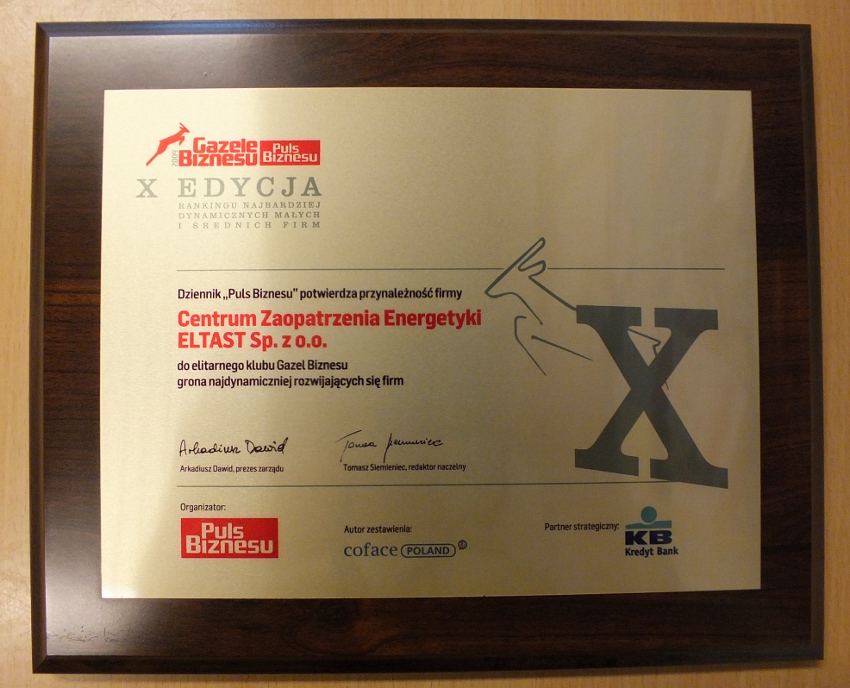 Gazele
Biznesu
2009
Puls
Biznesu
X EDYCJA
RANKINGU NAJBARDZIEJ
DYNAMICZNYCH MAŁYCH
I ŚREDNICH FIRM
Dziennik „Puls Biznesu” potwierdza przynależność firmy
Centrum Zaopatrzenia Energetyki
ELTAST Sp. z o.o.
do elitarnego klubu Gazel Biznesu
grona najdynamiczniej rozwijających się firm
X
Arkadiusz Dawid
Arkadiusz Dawid, prezes zarządu
Tomasz Siemieniec, redaktor naczelny
Organizator:
Puls
Biznesu
Autor zestawienia:
coface POLAND
Partner strategiczny:
KB
Kredyt Bank